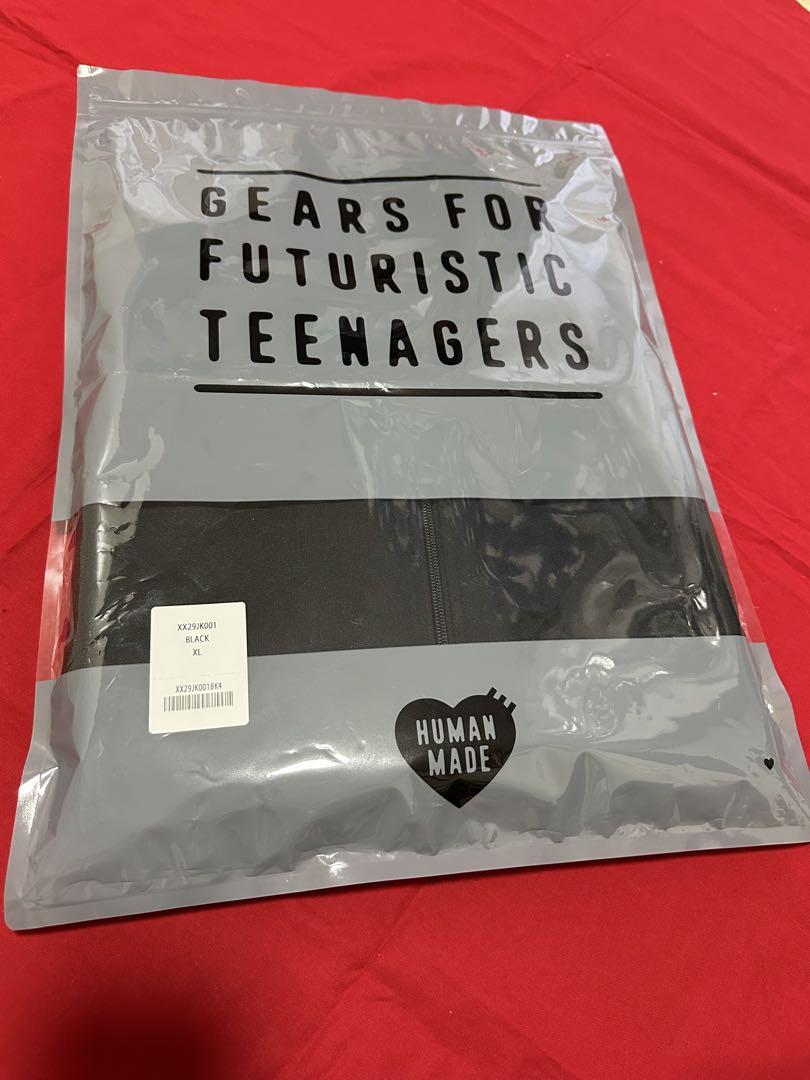 GEARS FOR
FUTURISTIC
TEENAGERS
XX29JK001
BLACK
XL
XX29JK001BK4
HUMAN
MADE